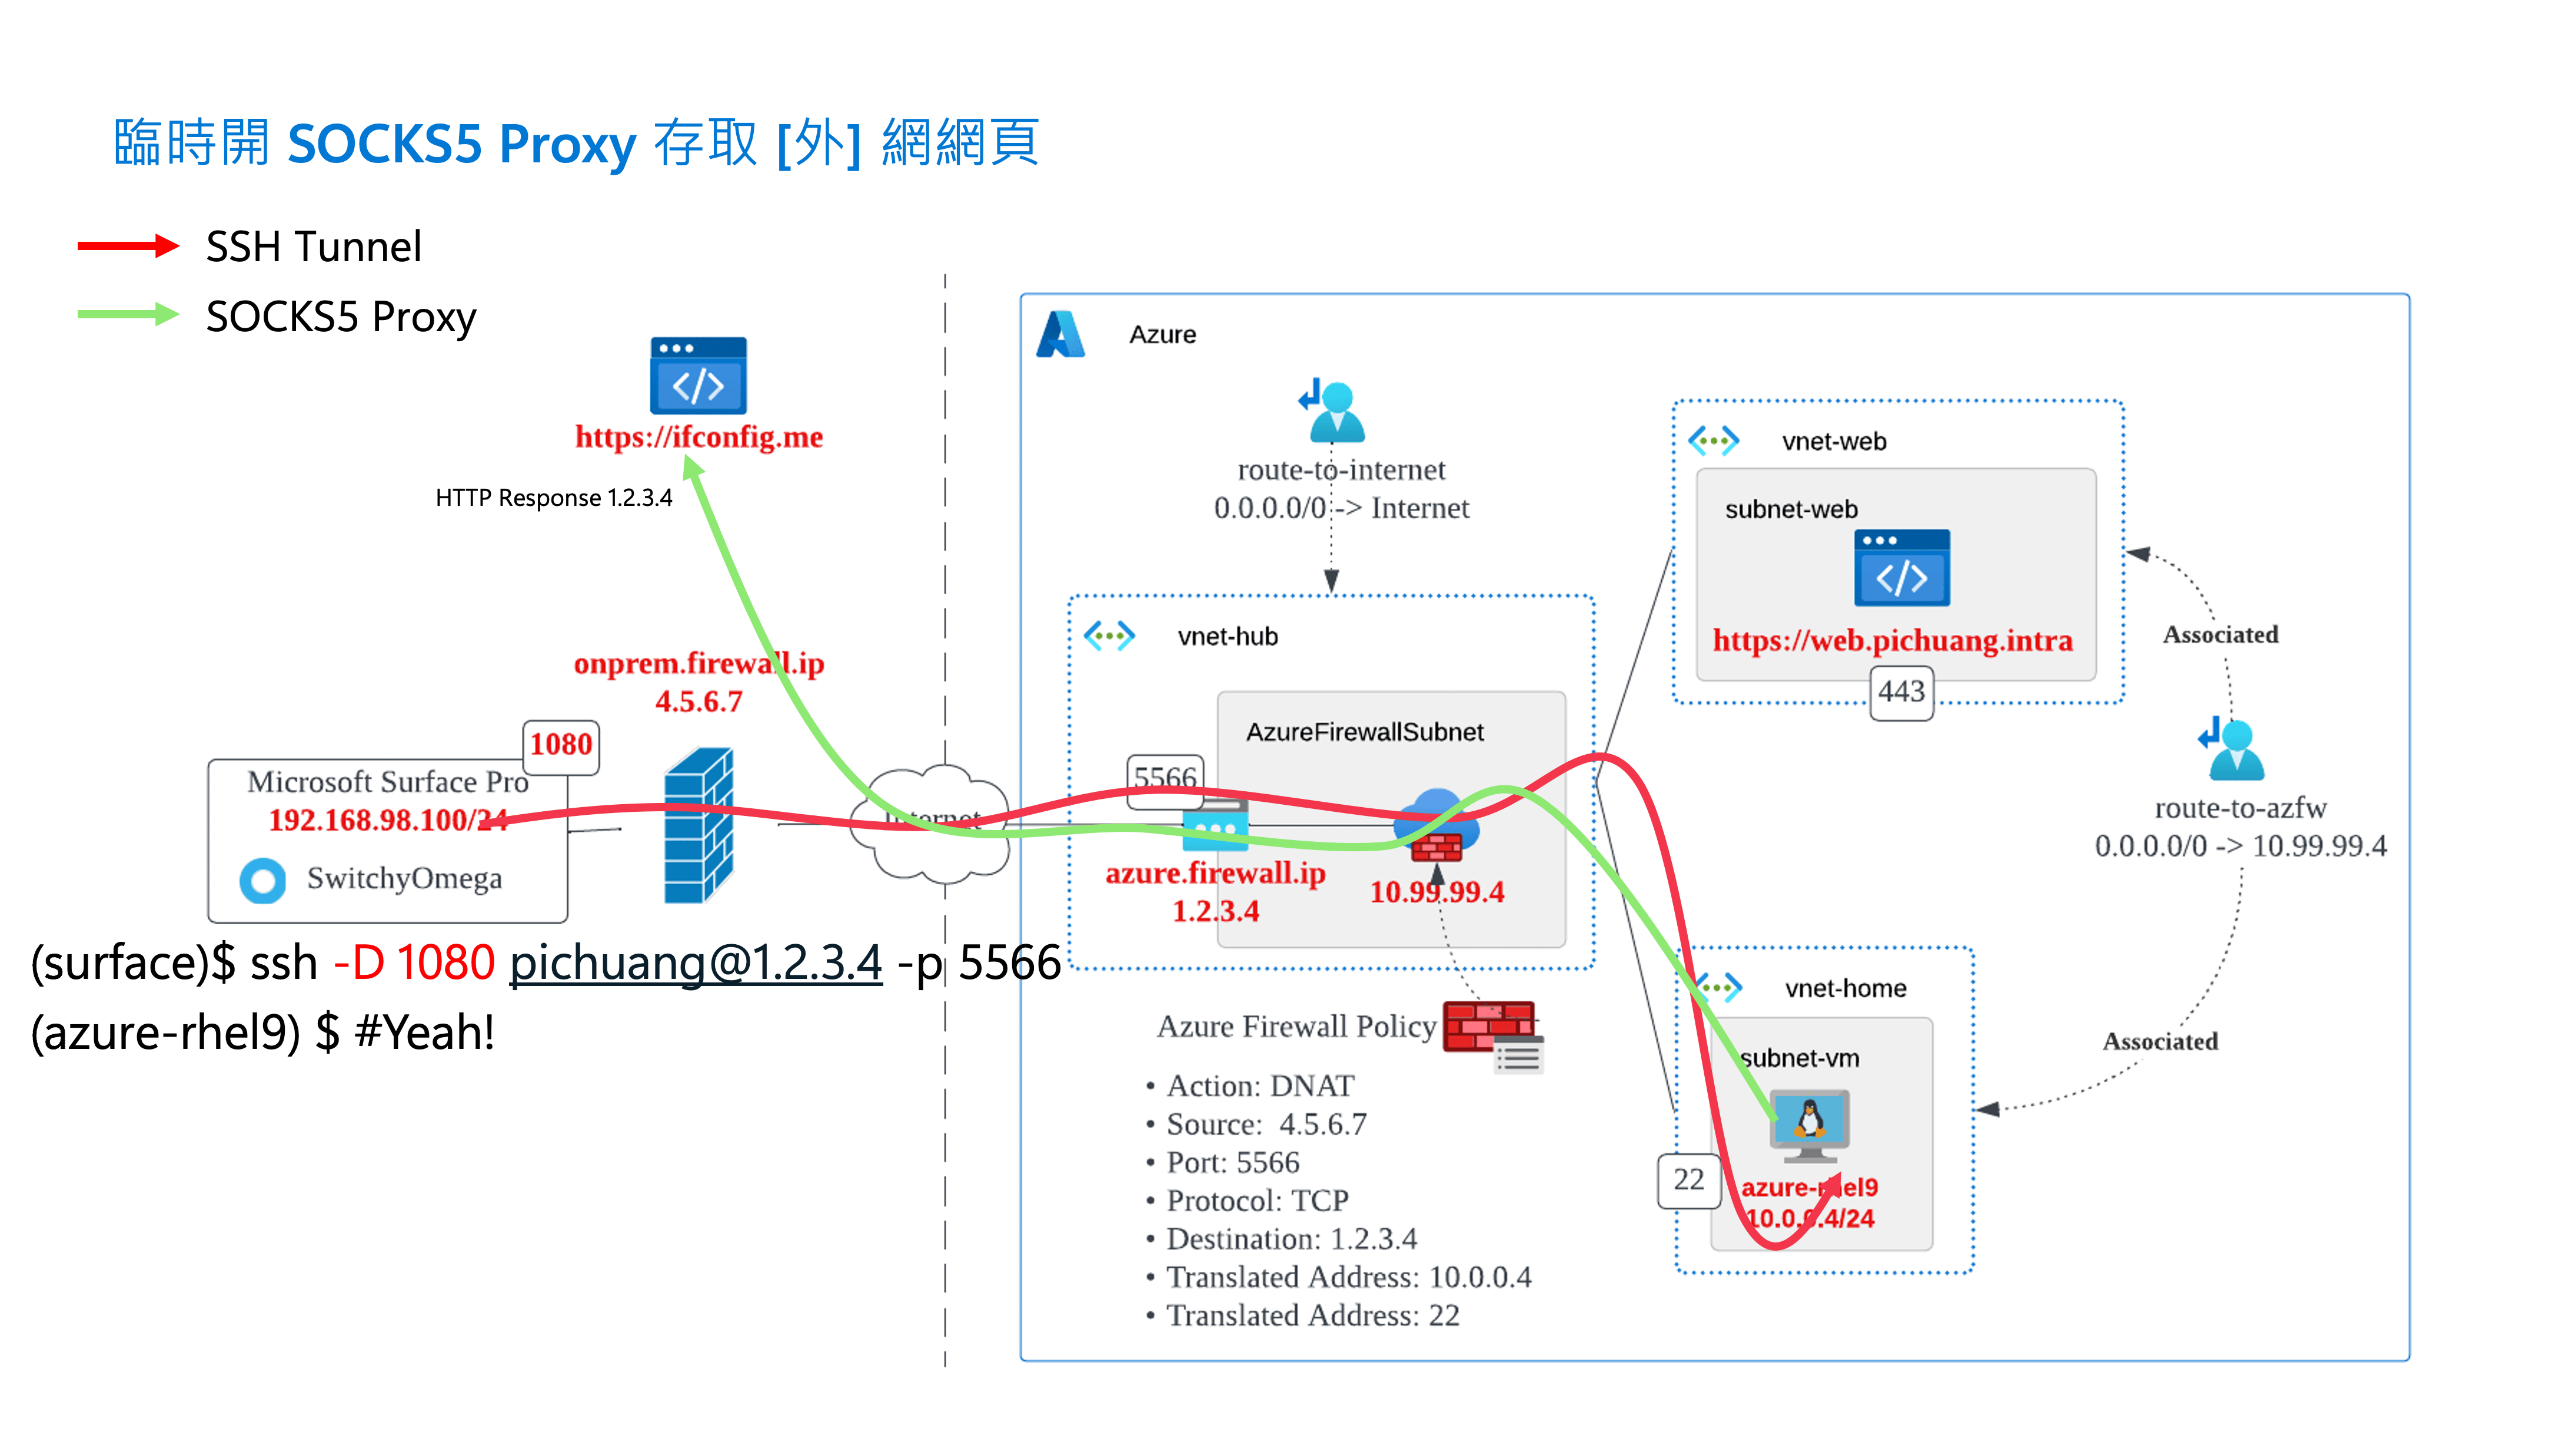 臨時開 SOCKS5 Proxy 存取 [外] 網網頁
SSH Tunnel
SOCKS5 Proxy
https://ifconfig.me
HTTP Response 1.2.3.4
onprem.firewall.ip
4.5.6.7
1080
Microsoft Surface Pro
192.168.98.100/24
SwitchyOmega
Internet
(surface)$ ssh -D 1080 pichuang@1.2.3.4 -p 5566
(azure-rhel9) $ #Yeah!
Azure
route-to-internet
0.0.0.0/0 -> Internet
vnet-hub
AzureFirewallSubnet
5566
azure.firewall.ip
1.2.3.4
10.99.99.4
Azure Firewall Policy
• Action: DNAT
• Source: 4.5.6.7
• Port: 5566
• Protocol: TCP
• Destination: 1.2.3.4
• Translated Address: 10.0.0.4
• Translated Address: 22
vnet-web
subnet-web
https://web.pichuang.intra
443
Associated
route-to-azfw
0.0.0.0/0 -> 10.99.99.4
Associated
vnet-home
subnet-vm
22
azure-rhel9
10.0.0.4/24